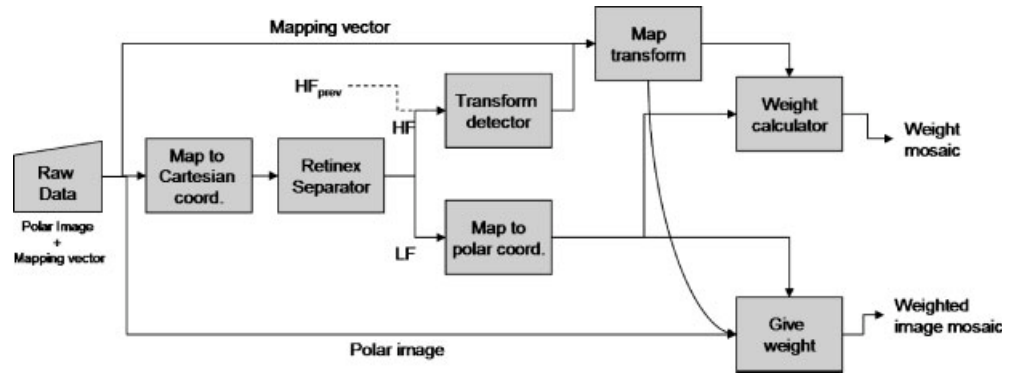 Mapping vector
Map
transform
HFprev
HF
Transform
detector
Weight
calculator
Weight
mosaic
Raw
Data
Map to
Cartesian
coord.
Retinex
Separator
Polar Image
+
Mapping vector
LF
Map to
polar coord.
Polar image
Give
weight
Weighted
image mosaic